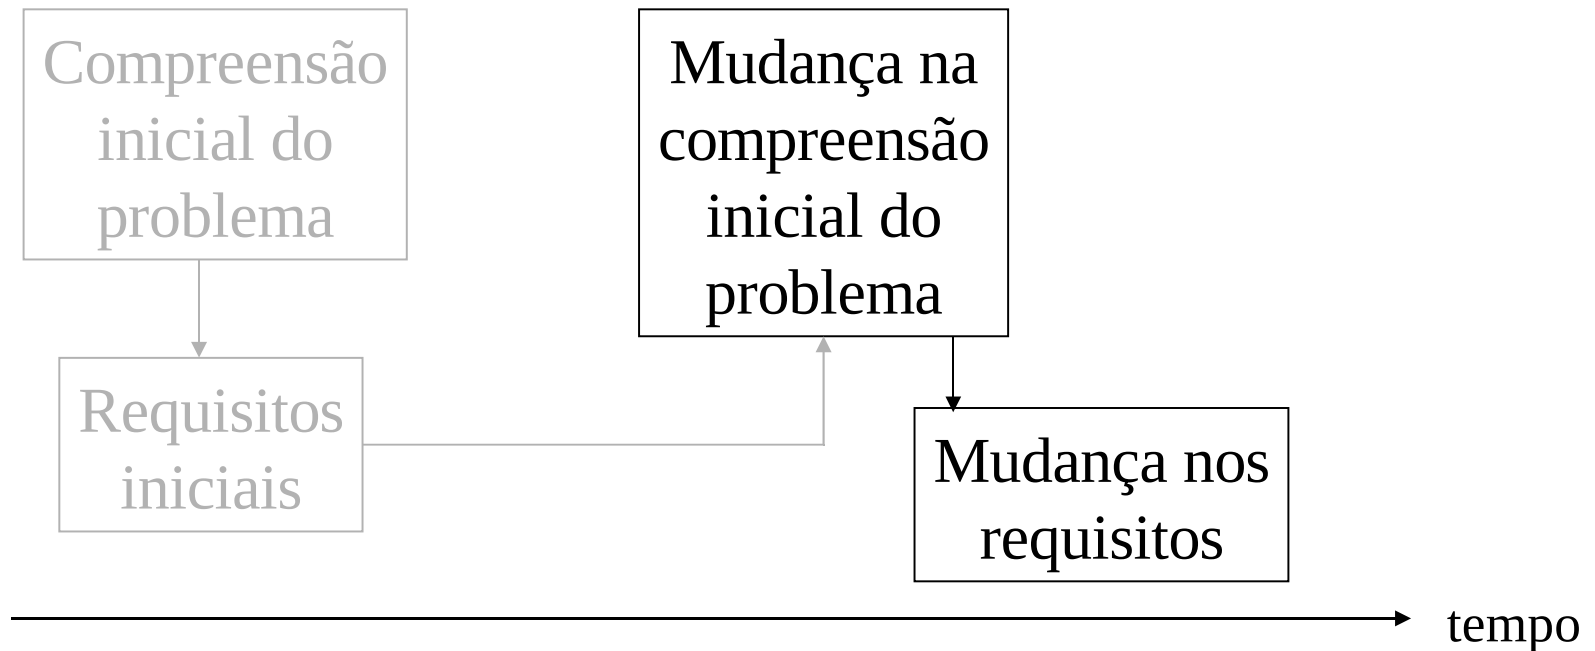 Compreensão
inicial do
problema
Mudança na
compreensão
inicial do
problema
Requisitos
iniciais
Mudança nos
requisitos
tempo